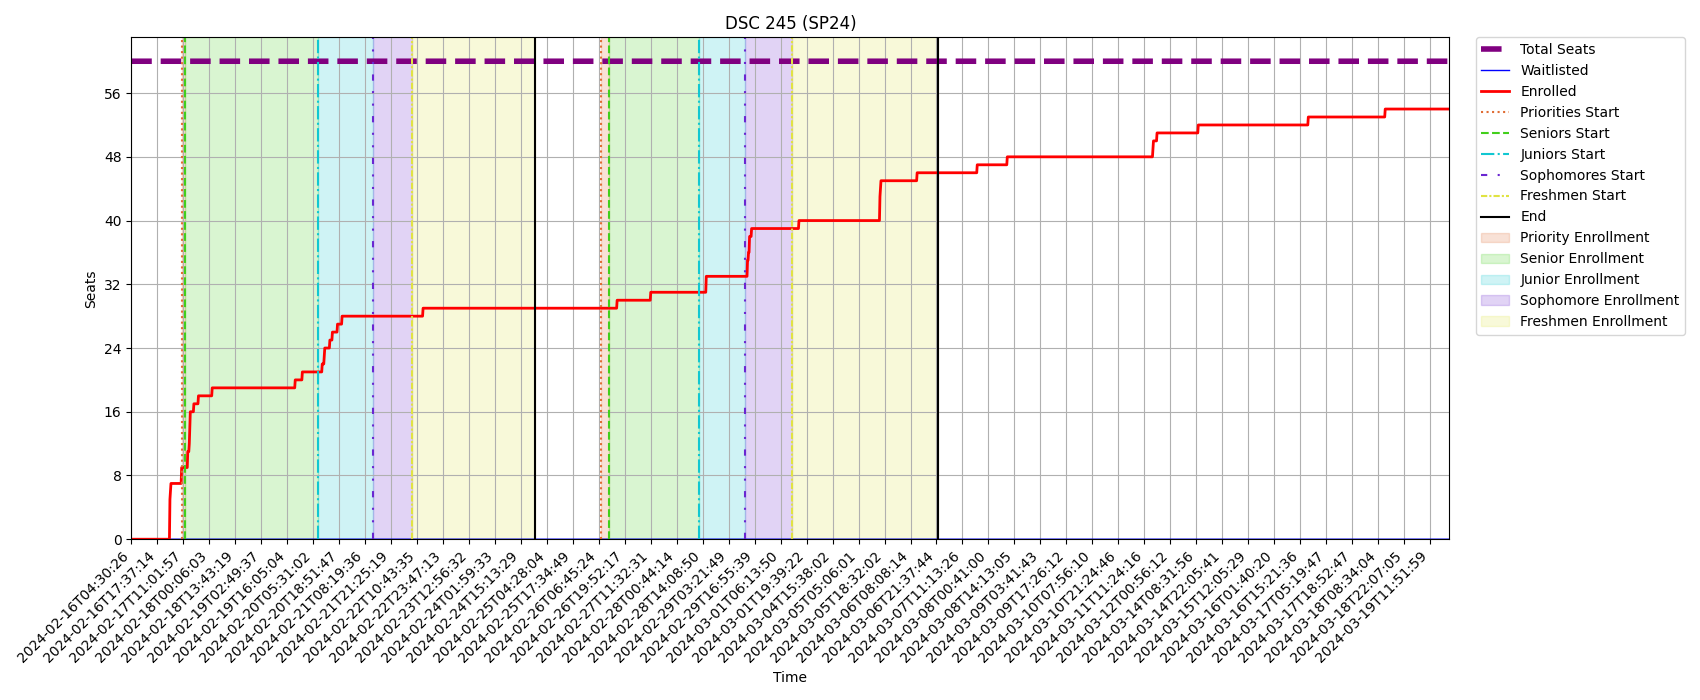 DSC 245 (SP24)
Seats
56
48
40
32
24
16
8
0
2024-02-16T04:30:26
2024-02-16T17:37:14
2024-02-17T11:01:57
2024-02-18T00:06:03
2024-02-18T13:43:19
2024-02-19T02:49:37
2024-02-19T16:05:04
2024-02-20T05:31:02
2024-02-20T18:51:47
2024-02-21T08:19:36
2024-02-21T21:25:19
2024-02-22T10:43:35
2024-02-22T23:47:13
2024-02-23T12:56:32
2024-02-24T01:59:33
2024-02-24T15:13:29
2024-02-25T04:28:04
2024-02-25T17:34:49
2024-02-26T06:45:24
2024-02-26T19:52:17
2024-02-27T11:32:31
2024-02-28T00:44:14
2024-02-28T14:08:50
2024-02-29T03:21:49
2024-02-29T16:55:39
2024-03-01T06:13:50
2024-03-01T19:39:22
2024-03-04T15:38:02
2024-03-05T05:06:01
2024-03-05T18:32:02
2024-03-06T08:08:14
2024-03-06T21:37:44
2024-03-07T11:13:26
2024-03-08T00:41:00
2024-03-08T14:13:05
2024-03-09T03:41:43
2024-03-09T17:26:12
2024-03-10T07:56:10
2024-03-10T21:24:46
2024-03-11T11:24:16
2024-03-12T00:56:12
2024-03-14T08:31:56
2024-03-14T22:05:41
2024-03-15T12:05:29
2024-03-16T01:40:20
2024-03-16T15:21:36
2024-03-17T05:19:47
2024-03-17T18:52:47
2024-03-18T08:34:04
2024-03-18T22:07:05
2024-03-19T11:51:59
Time
Total Seats
Waitlisted
Enrolled
Priorities Start
Seniors Start
Juniors Start
Sophomores Start
Freshmen Start
End
Priority Enrollment
Senior Enrollment
Junior Enrollment
Sophomore Enrollment
Freshmen Enrollment